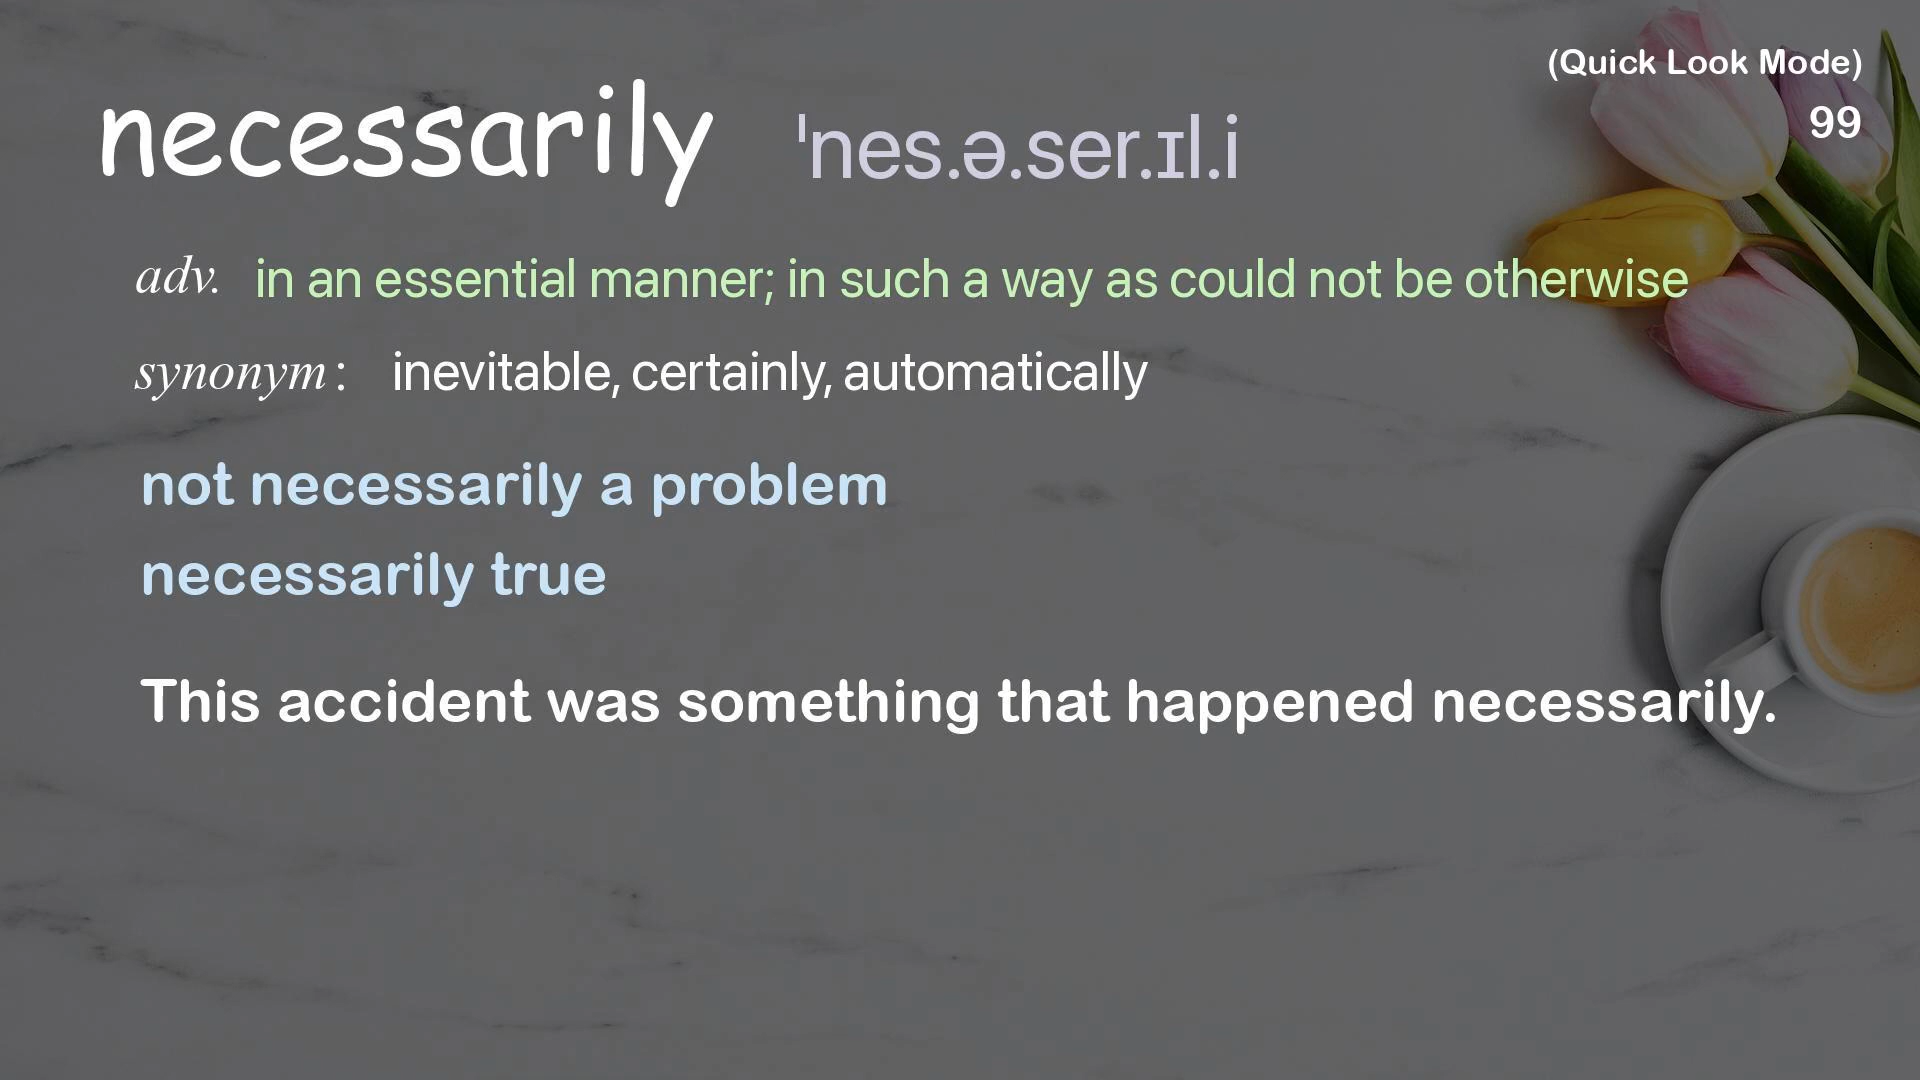 (Quick Look Mode)
99
necessarily ˈnes.ə.ser.ɪl.i
adv. in an essential manner; in such a way as could not be otherwise
synonym : inevitable, certainly, automatically
not necessarily a problem
necessarily true
This accident was something that happened necessarily.